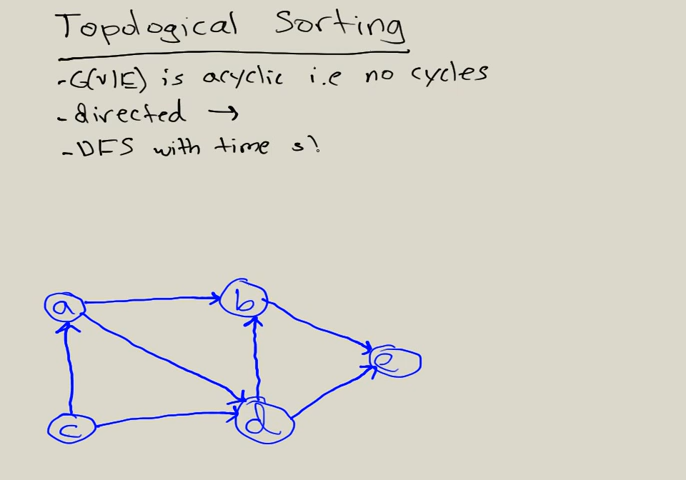 Topological Sorting
-G(V|E) is acyclic i.e no cycles
-directed →
-DFS with time
a
b
e
c
d